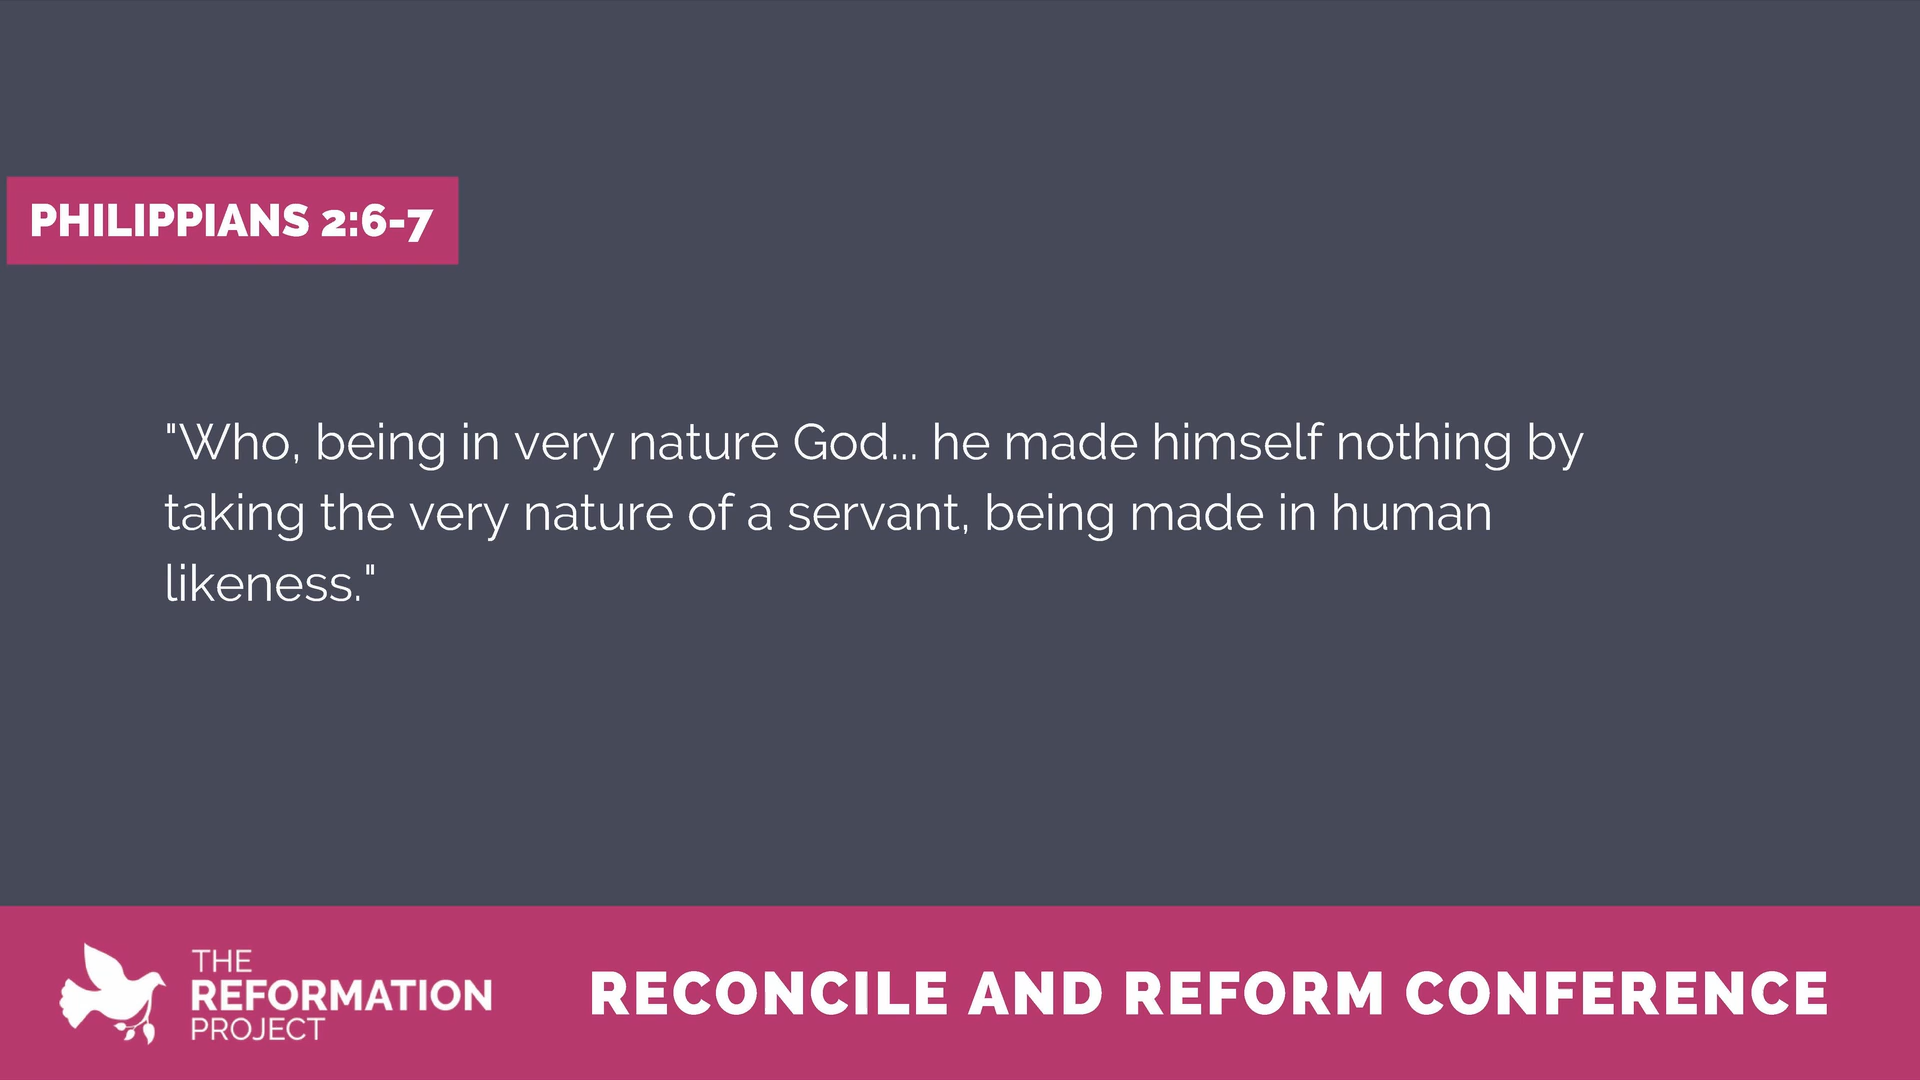 PHILIPPIANS 2:6-7
"Who, being in very nature God... he made himself nothing by
taking the very nature of a servant, being made in human
likeness."
THE
REFORMATION
PROJECT
RECONCILE AND REFORM CONFERENCE